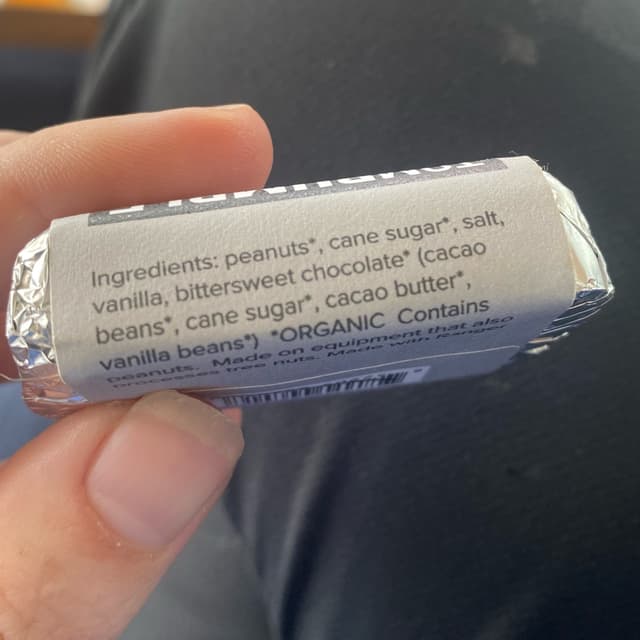 Ingredients: peanuts*, cane sugar*, salt,
vanilla, bittersweet chocolate* (cacao
beans*, cane sugar*, cacao butter*,
vanilla beans*) *ORGANIC Contains
peanuts. Made on equipment that also
processes tree nuts. Made with